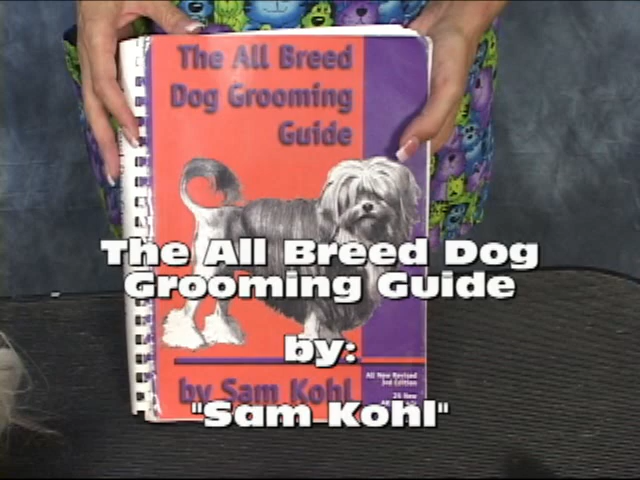 The All Breed
Dog Grooming
Guide
The All Breed Dog
Grooming Guide
by:
All New Revised
3rd Edition
by Sam Kohl
"Sam Kohl"